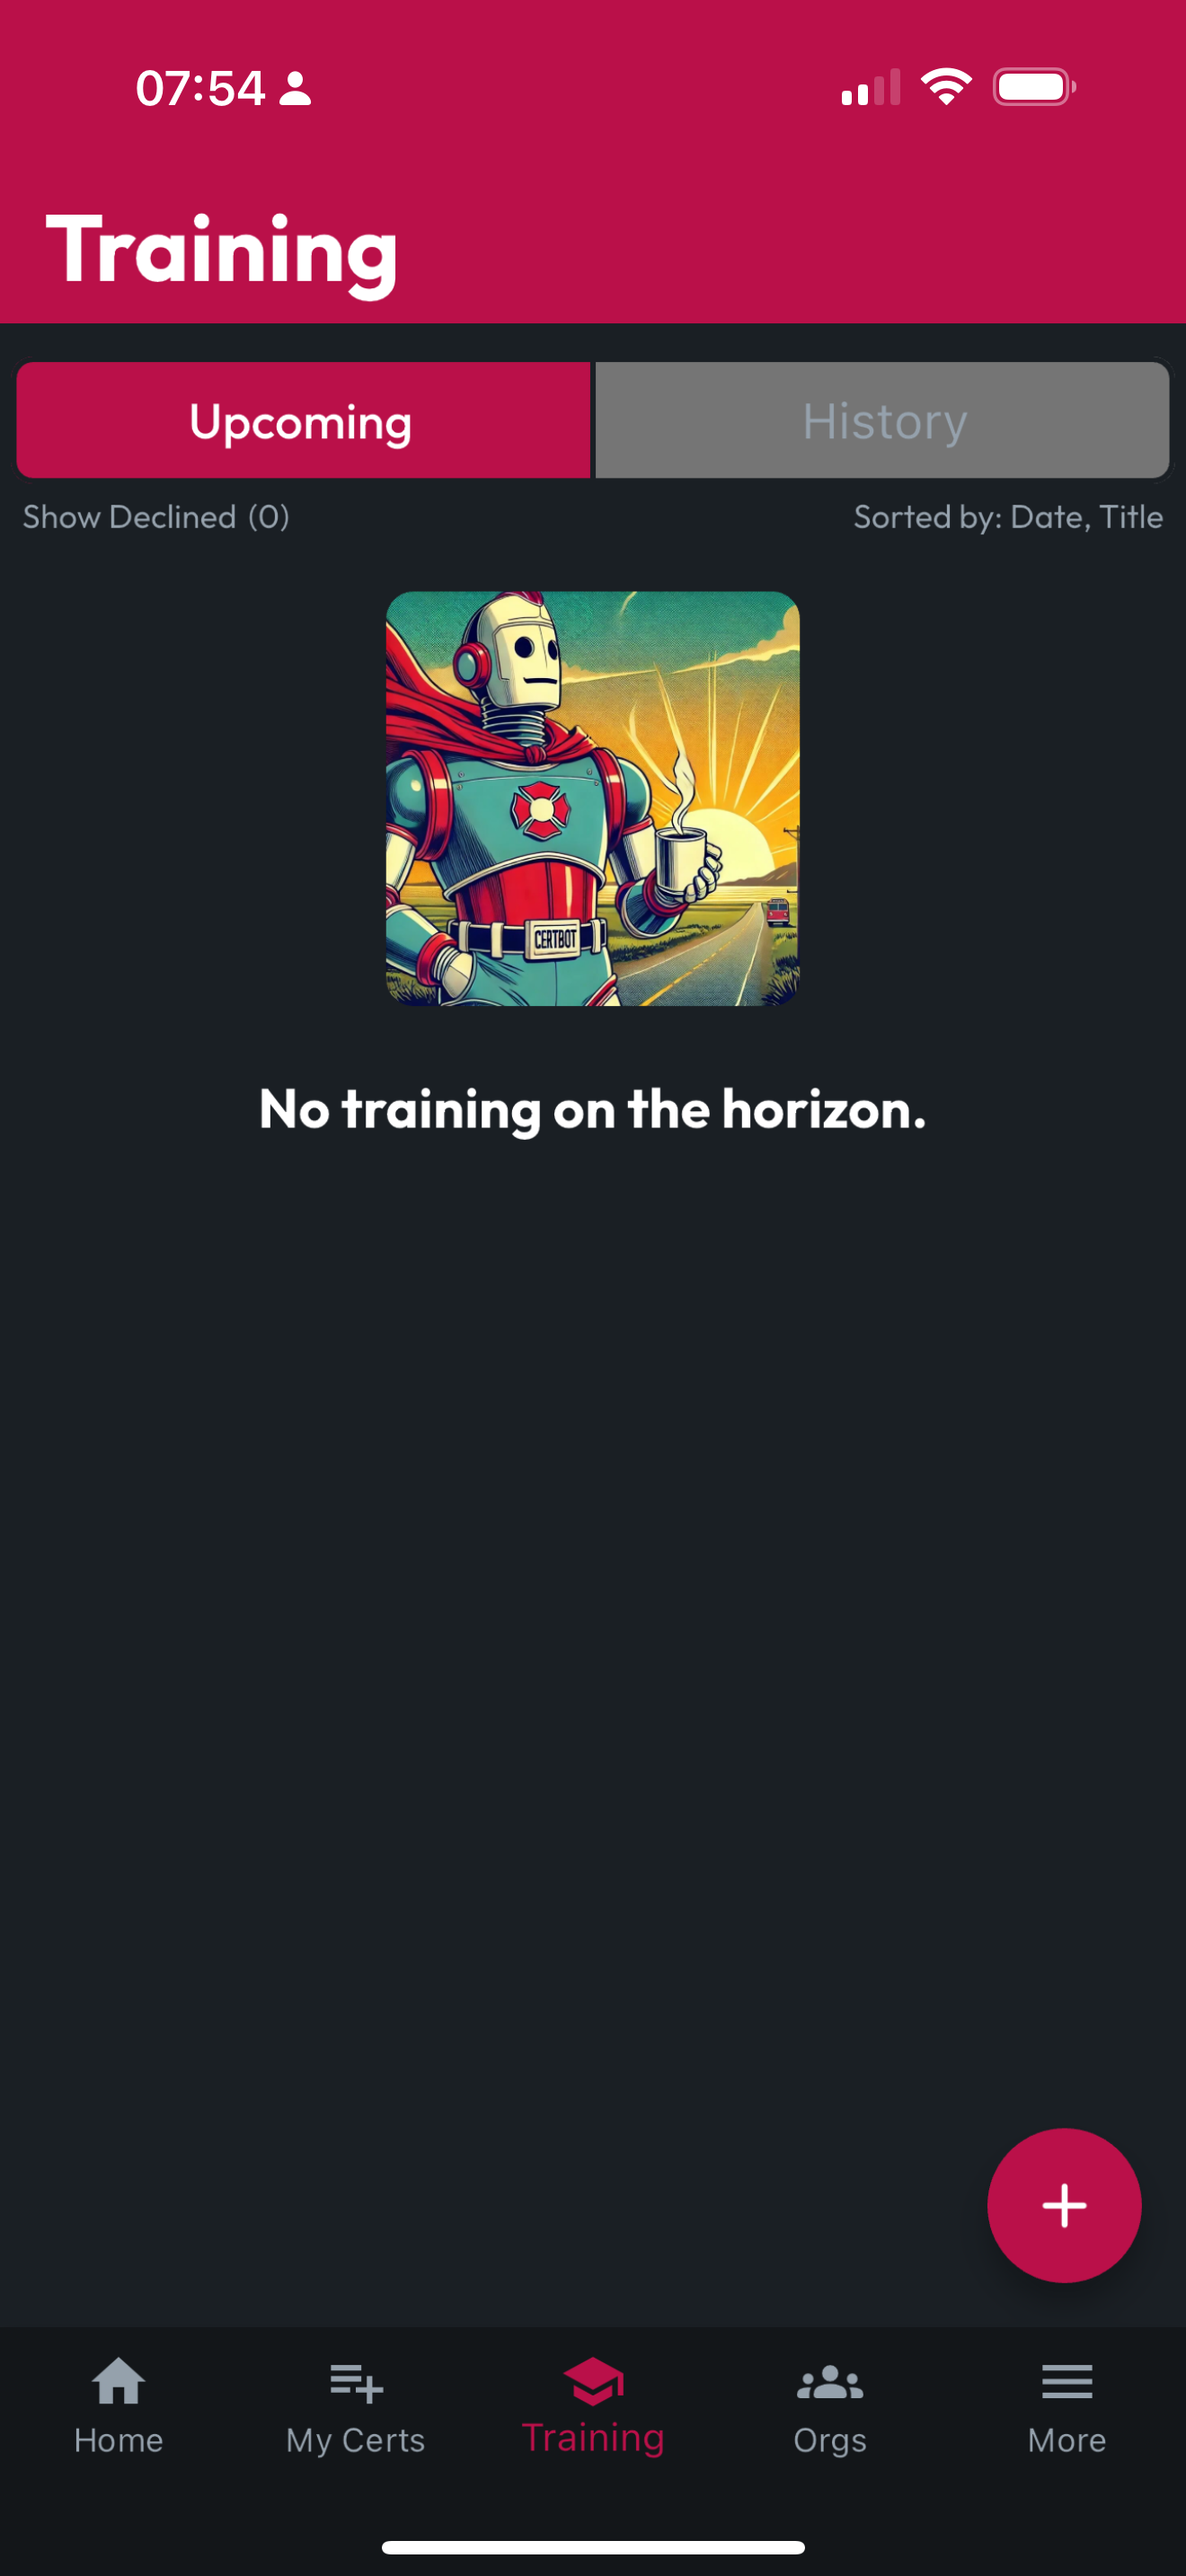 07:54
Training
Upcoming
History
Show Declined (0)
Sorted by: Date, Title
CERTBOT
No training on the horizon.
Home
My Certs
Training
Orgs
More